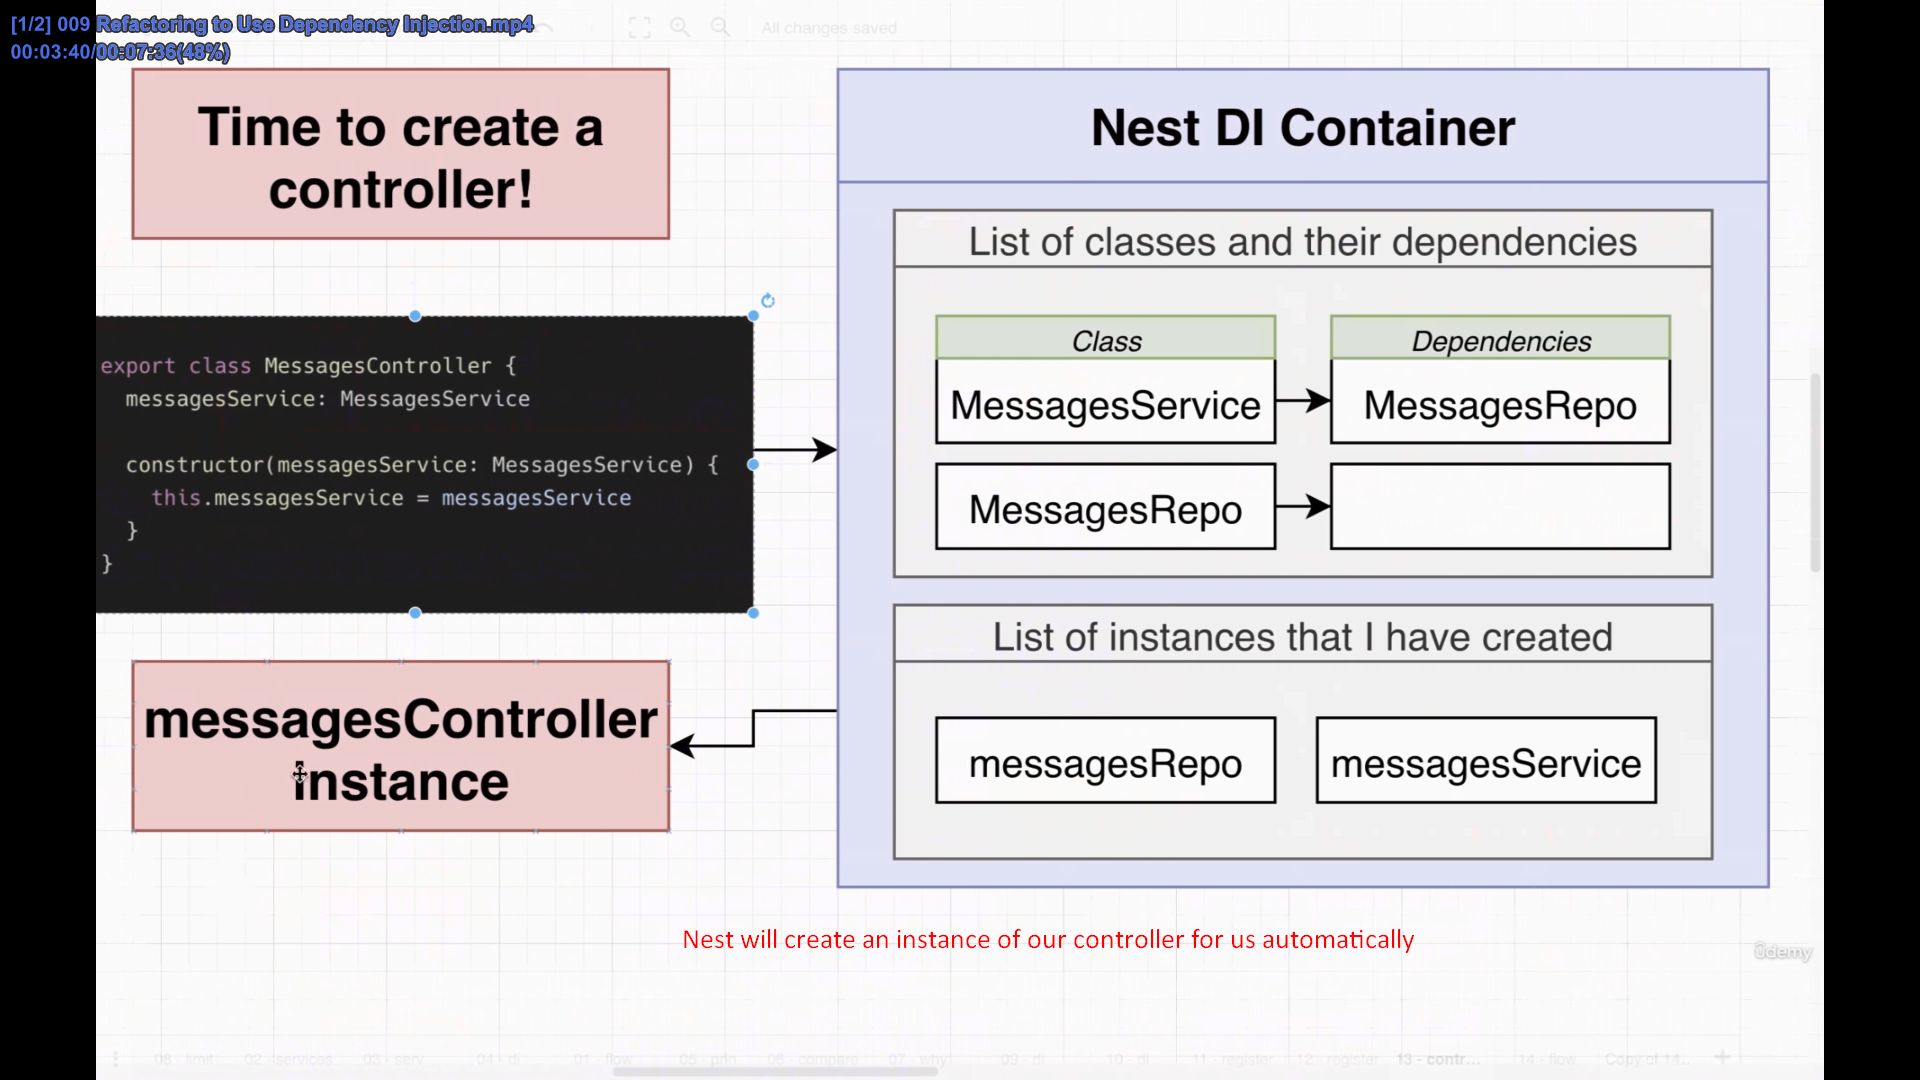 [1/2] 009 Refactoring to Use Dependency Injection.mp4
00:03:40/00:07:36(48%)
All changes saved
Time to create a
controller!
export class MessagesController {
messagesService: MessagesService
constructor(messagesService: MessagesService) {
this.messagesService = messagesService
}
}
messagesController
instance
Nest DI Container
List of classes and their dependencies
Class
Dependencies
MessagesService
MessagesRepo
MessagesRepo
List of instances that I have created
messagesRepo
messagesService
Nest will create an instance of our controller for us automatically
ûdemy
08 - limit
02 - services
03 - serv
04 - di
01 - flow
05 - prin
06 - compare
07 - why
09 - di
10 - di
11 - register
12 - register
13 - contr...
14 - flow
Copy of 14...